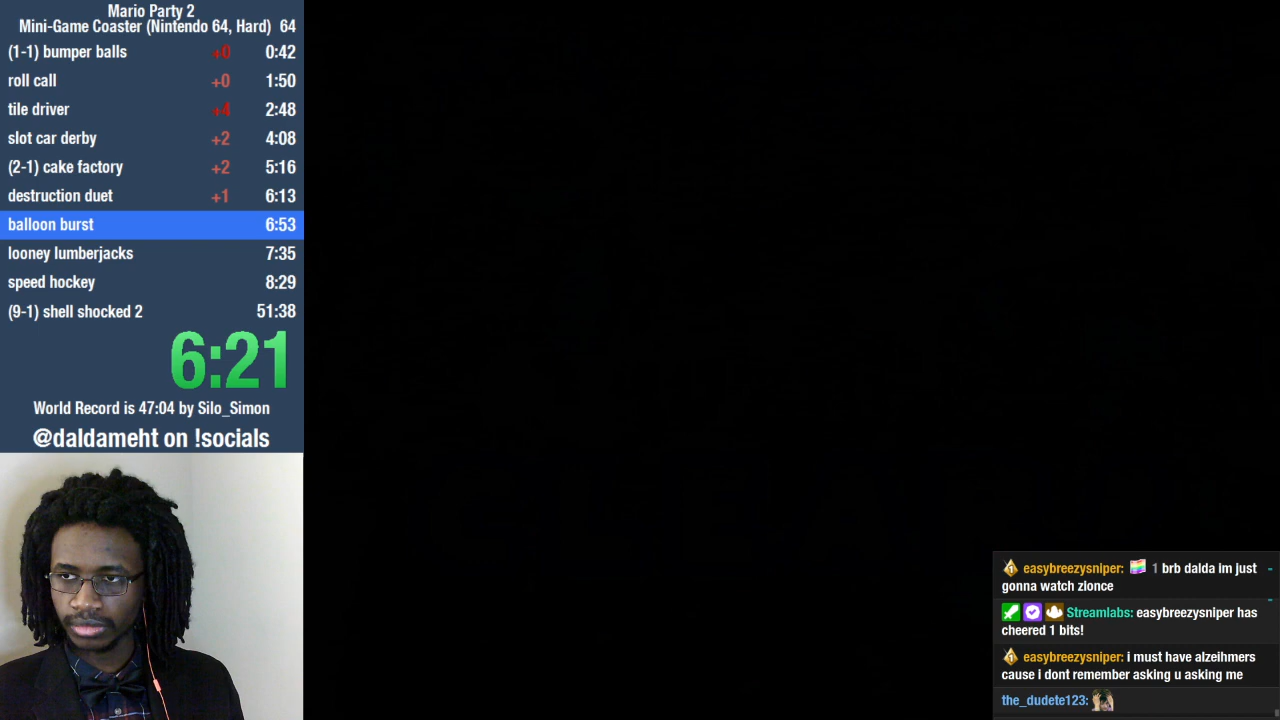 Mario Party 2
Mini-Game Coaster (Nintendo 64, Hard) 64
(1-1) bumper balls +0 0:42
roll call +0 1:50
tile driver +4 2:48
slot car derby +2 4:08
(2-1) cake factory +2 5:16
destruction duet +1 6:13
balloon burst 6:53
looney lumberjacks 7:35
speed hockey 8:29
(9-1) shell shocked 2 51:38
6:21
World Record is 47:04 by Silo_Simon
@daldameht on !socials
easybreezysniper: 1 brb dalda im just
gonna watch zlonce
Streamlabs: easybreezysniper has
cheered 1 bits!
easybreezysniper: i must have alzeihmers
cause i dont remember asking u asking me
the_dudete123: